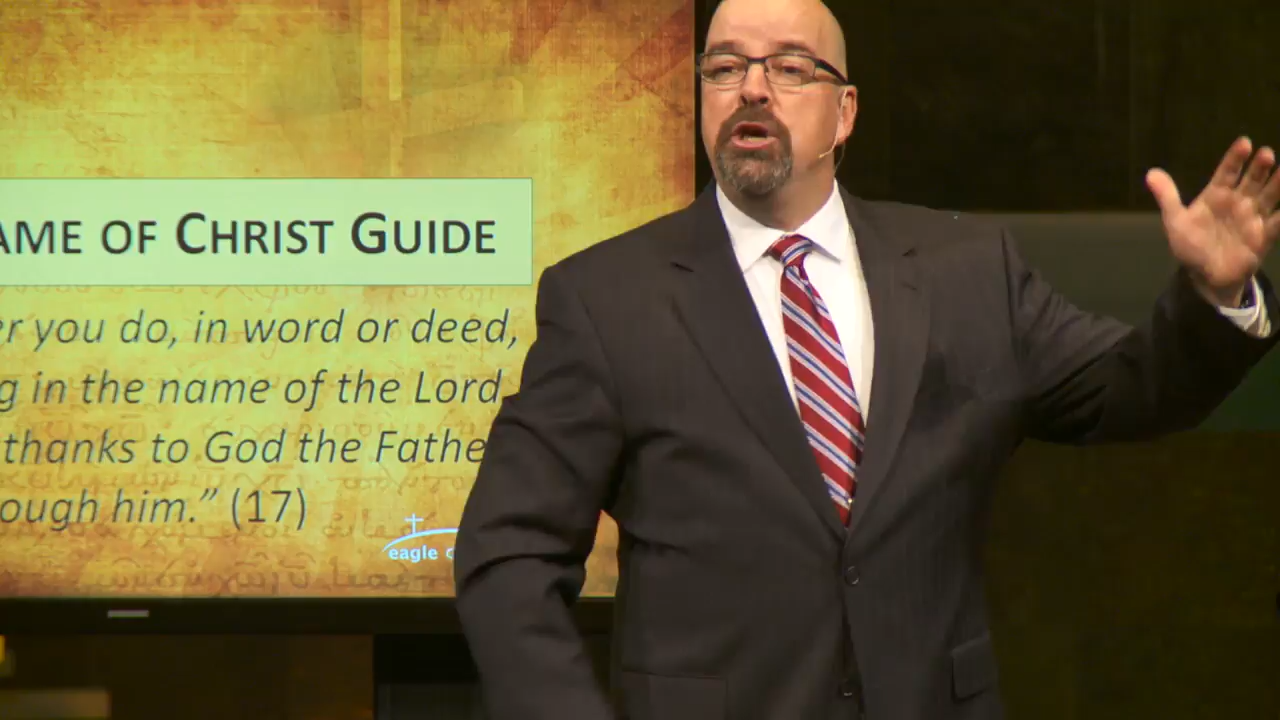 AME OF CHRIST GUIDE
er you do, in word or deed,
g in the name of the Lord
thanks to God the Fathe
ough him.” (17)
eagle c